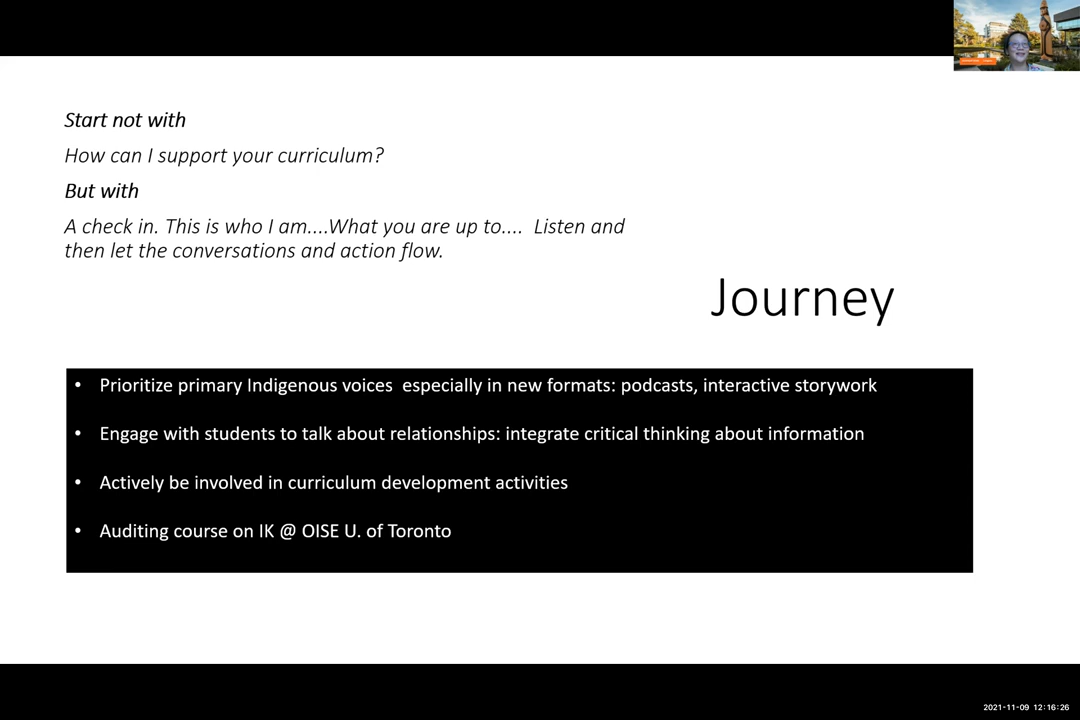 Start not with
How can I support your curriculum?
But with
A check in. This is who I am....What you are up to.... Listen and
then let the conversations and action flow.
Journey
• Prioritize primary Indigenous voices especially in new formats: podcasts, interactive storywork
• Engage with students to talk about relationships: integrate critical thinking about information
• Actively be involved in curriculum development activities
• Auditing course on IK @ OISE U. of Toronto
2021-11-09 12:16:26